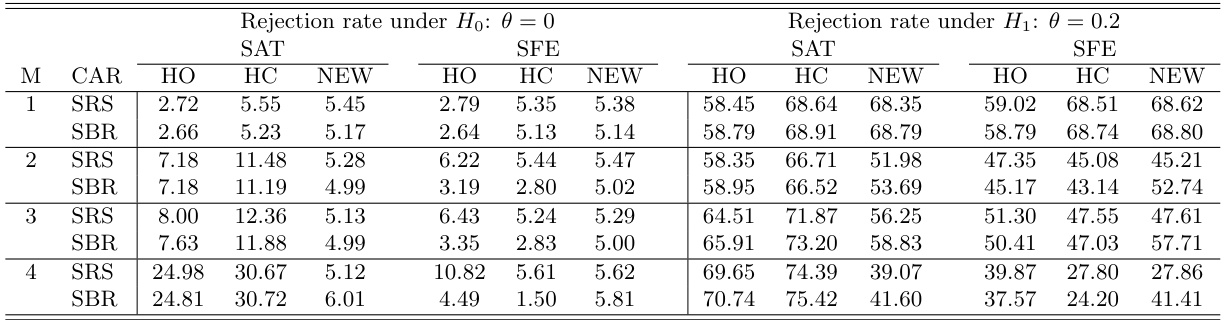 Rejection rate under H0: θ = 0 Rejection rate under H1: θ = 0.2
SAT SFE SAT SFE
M CAR HO HC NEW HO HC NEW HO HC NEW HO HC NEW
1 SRS 2.72 5.55 5.45 2.79 5.35 5.38 58.45 68.64 68.35 59.02 68.51 68.62
SBR 2.66 5.23 5.17 2.64 5.13 5.14 58.79 68.91 68.79 58.79 68.74 68.80
2 SRS 7.18 11.48 5.28 6.22 5.44 5.47 58.35 66.71 51.98 47.35 45.08 45.21
SBR 7.18 11.19 4.99 3.19 2.80 5.02 58.95 66.52 53.69 45.17 43.14 52.74
3 SRS 8.00 12.36 5.13 6.43 5.24 5.29 64.51 71.87 56.25 51.30 47.55 47.61
SBR 7.63 11.88 4.99 3.35 2.83 5.00 65.91 73.20 58.83 50.41 47.03 57.71
4 SRS 24.98 30.67 5.12 10.82 5.61 5.62 69.65 74.39 39.07 39.87 27.80 27.86
SBR 24.81 30.72 6.01 4.49 1.50 5.81 70.74 75.42 41.60 37.57 24.20 41.41